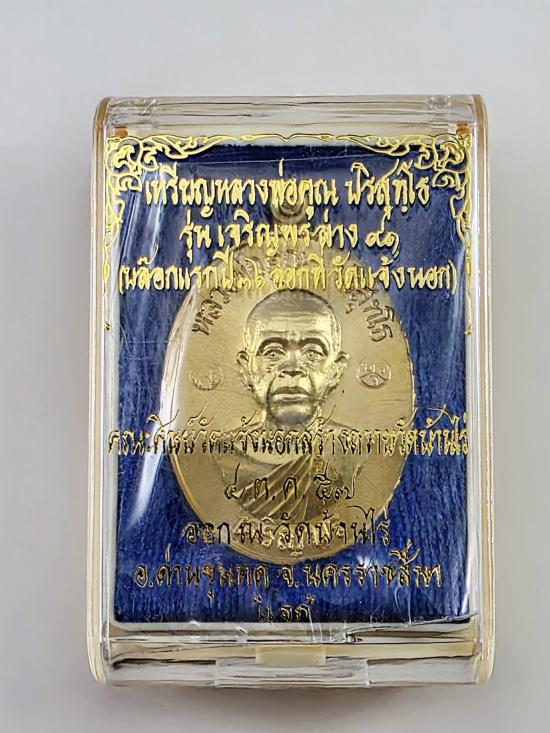 เหรียญหลวงพ่อคูณ ปริสุทฺโธ
รุ่น เจริญพรล่าง ๙๑
(บล๊อกแรกปี๓๖ ออกที่วัดแจ้งนอก)
คณะศิษย์วัดแจ้งนอกสร้างถวายวัดบ้านไร่
๔ ต.ค. ๕๗
ออก ณ วัดบ้านไร่
อ.ด่านขุนทด จ.นครราชสีมา